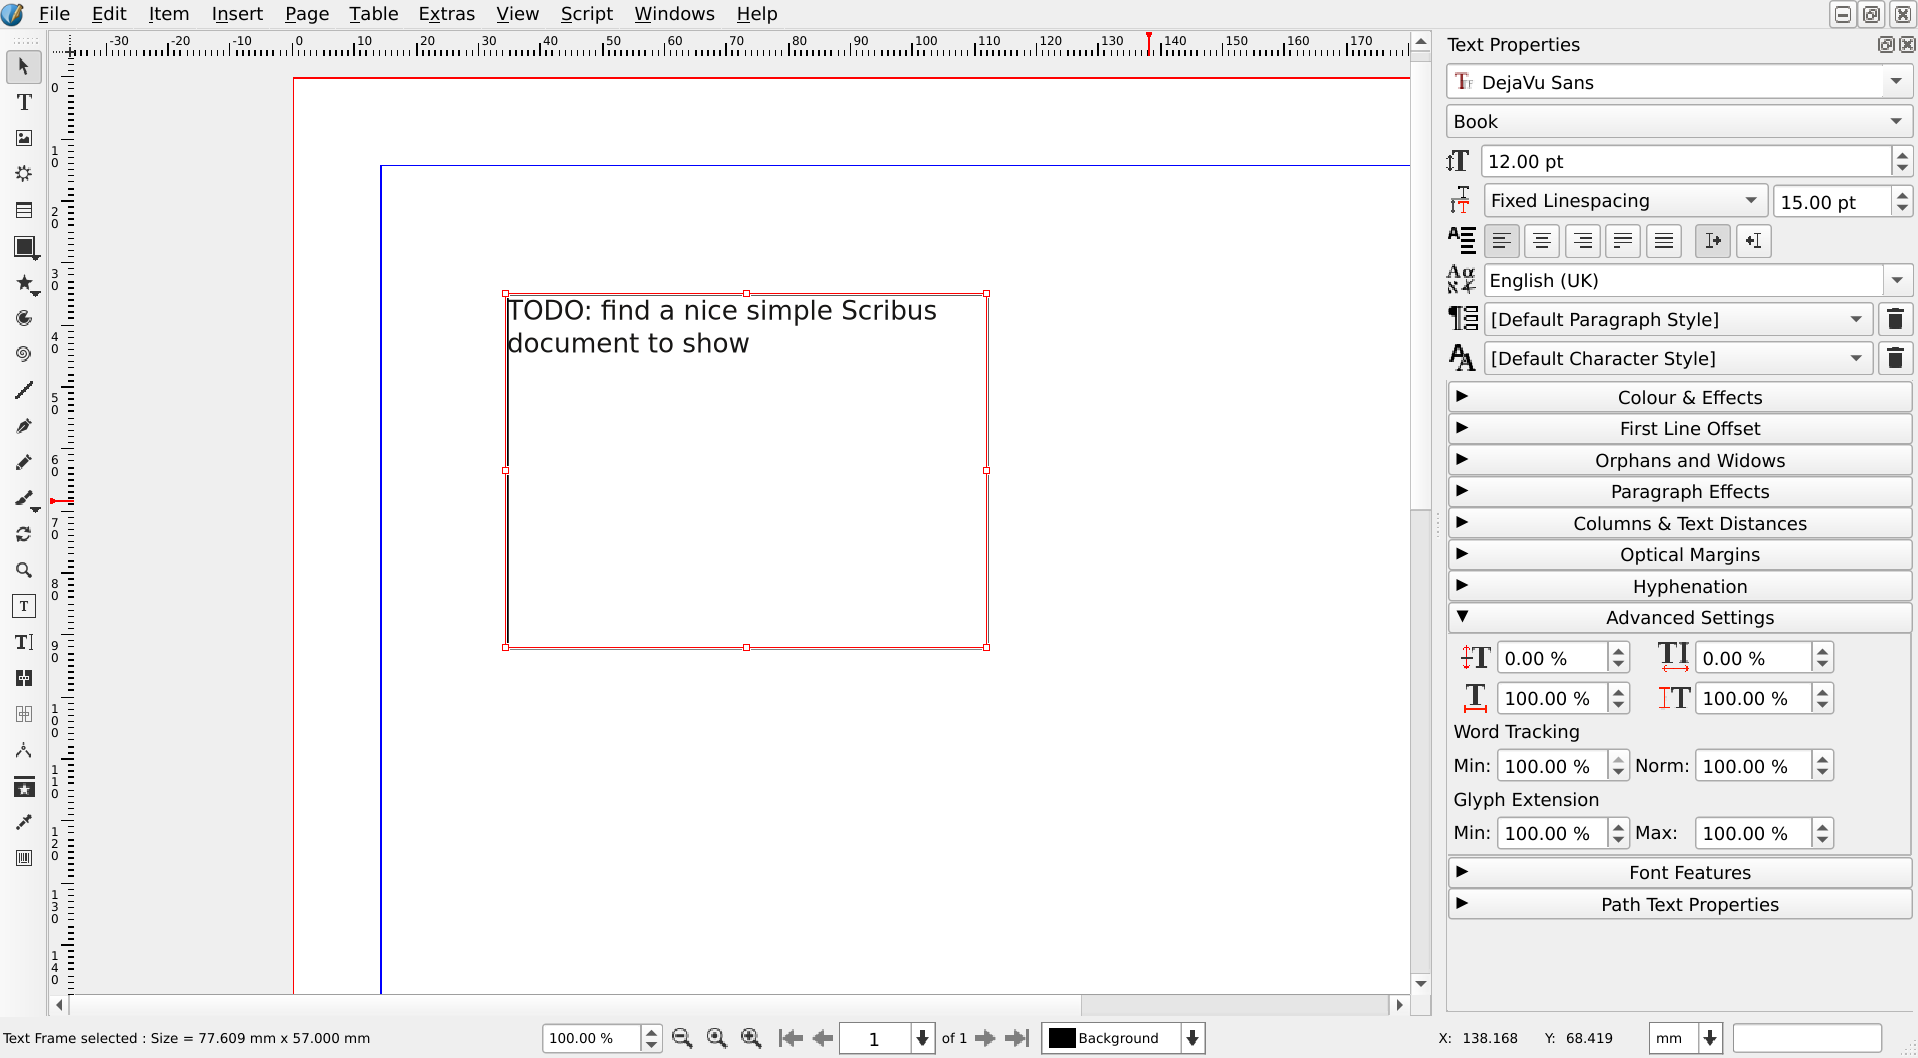 File Edit Item Insert Page Table Extras View Script Windows Help
-30 -20 -10 0 10 20 30 40 50 60 70 80 90 100 110 120 130 140 150 160 170
0
10
20
30
40
50
60
70
80
90
100
110
120
130
140
TODO: find a nice simple Scribus
document to show
Text Properties
DejaVu Sans
Book
12.00 pt
Fixed Linespacing 15.00 pt
English (UK)
[Default Paragraph Style]
[Default Character Style]
Colour & Effects
First Line Offset
Orphans and Widows
Paragraph Effects
Columns & Text Distances
Optical Margins
Hyphenation
Advanced Settings
0.00 % 0.00 %
100.00 % 100.00 %
Word Tracking
Min: 100.00 % Norm: 100.00 %
Glyph Extension
Min: 100.00 % Max: 100.00 %
Font Features
Path Text Properties
Text Frame selected : Size = 77.609 mm x 57.000 mm 100.00 % 1 of 1 Background X: 138.168 Y: 68.419 mm